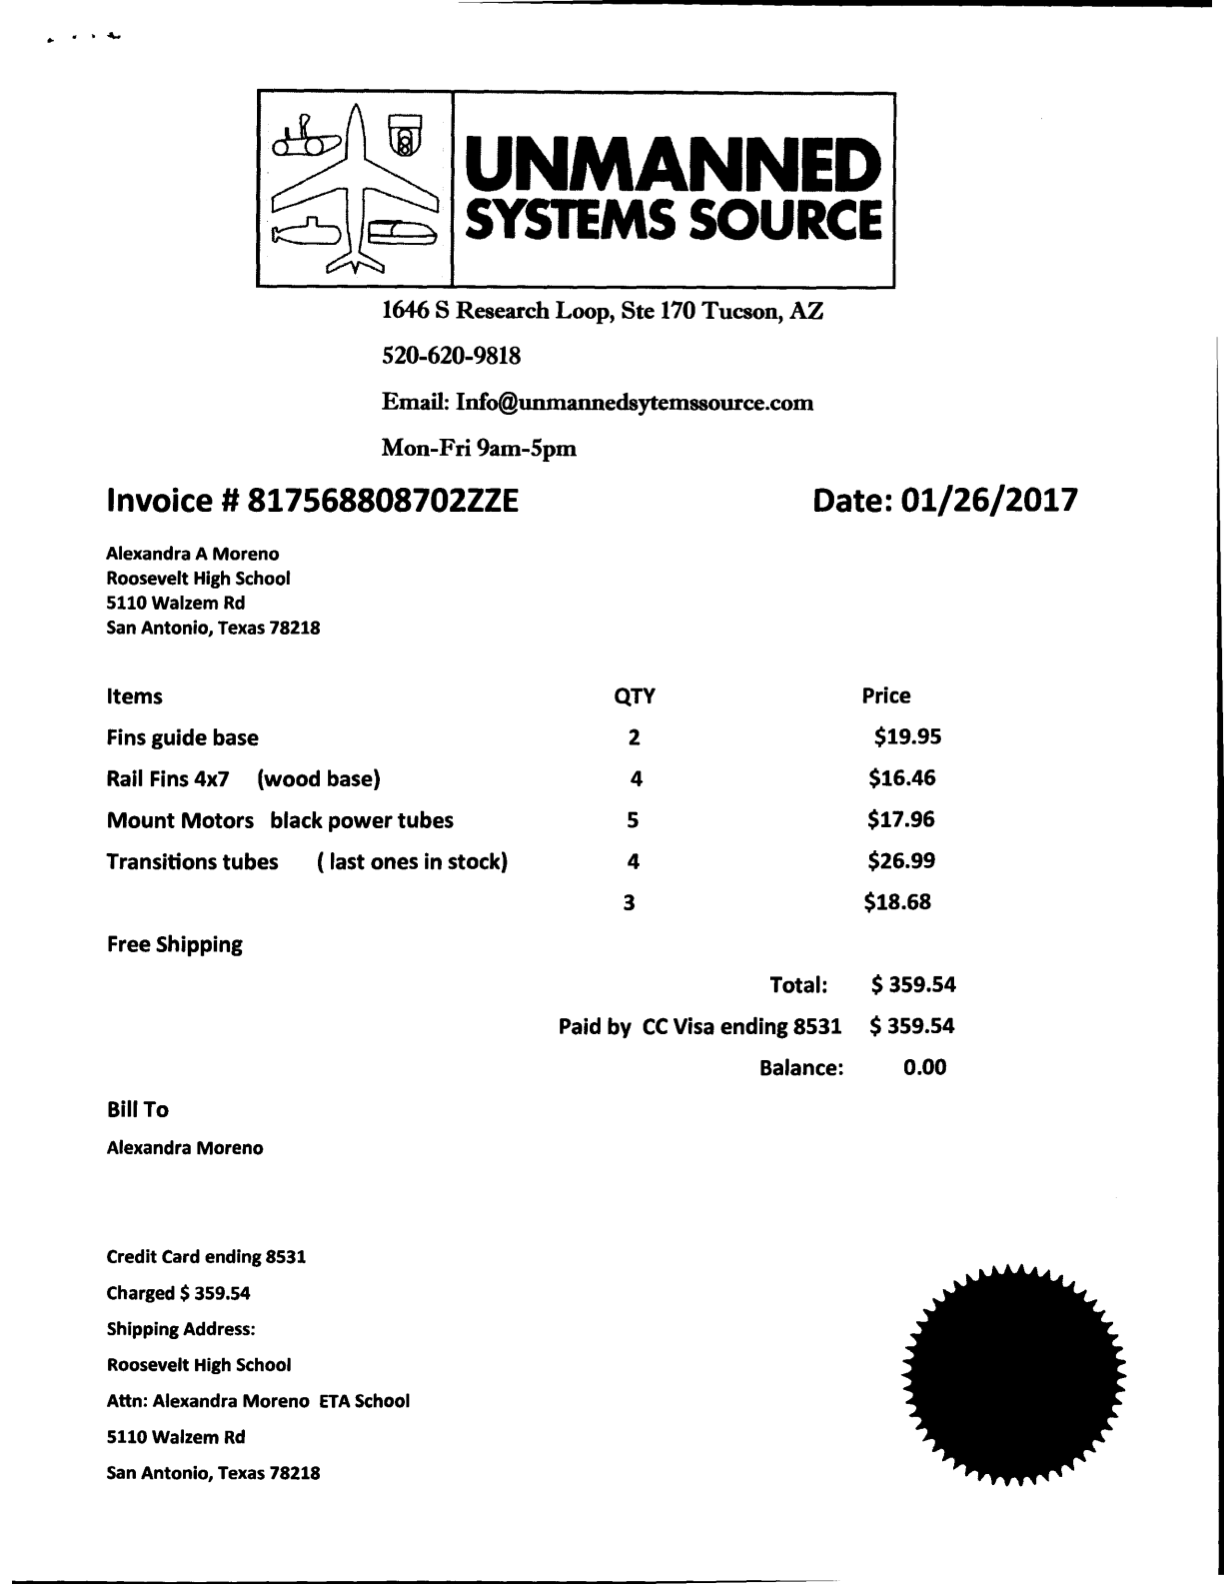 UNMANNED
SYSTEMS SOURCE
1646 S Research Loop, Ste 170 Tucson, AZ
520-620-9818
Email: Info@unmannedsytemssource.com
Mon-Fri 9am-5pm
Invoice # 817568808702ZZE Date: 01/26/2017
Alexandra A Moreno
Roosevelt High School
5110 Walzem Rd
San Antonio, Texas 78218
Items QTY Price
Fins guide base 2 $19.95
Rail Fins 4x7 (wood base) 4 $16.46
Mount Motors black power tubes 5 $17.96
Transitions tubes ( last ones in stock) 4 $26.99
3 $18.68
Free Shipping
Total: $ 359.54
Paid by CC Visa ending 8531 $ 359.54
Balance: 0.00
Bill To
Alexandra Moreno
Credit Card ending 8531
Charged $ 359.54
Shipping Address:
Roosevelt High School
Attn: Alexandra Moreno ETA School
5110 Walzem Rd
San Antonio, Texas 78218